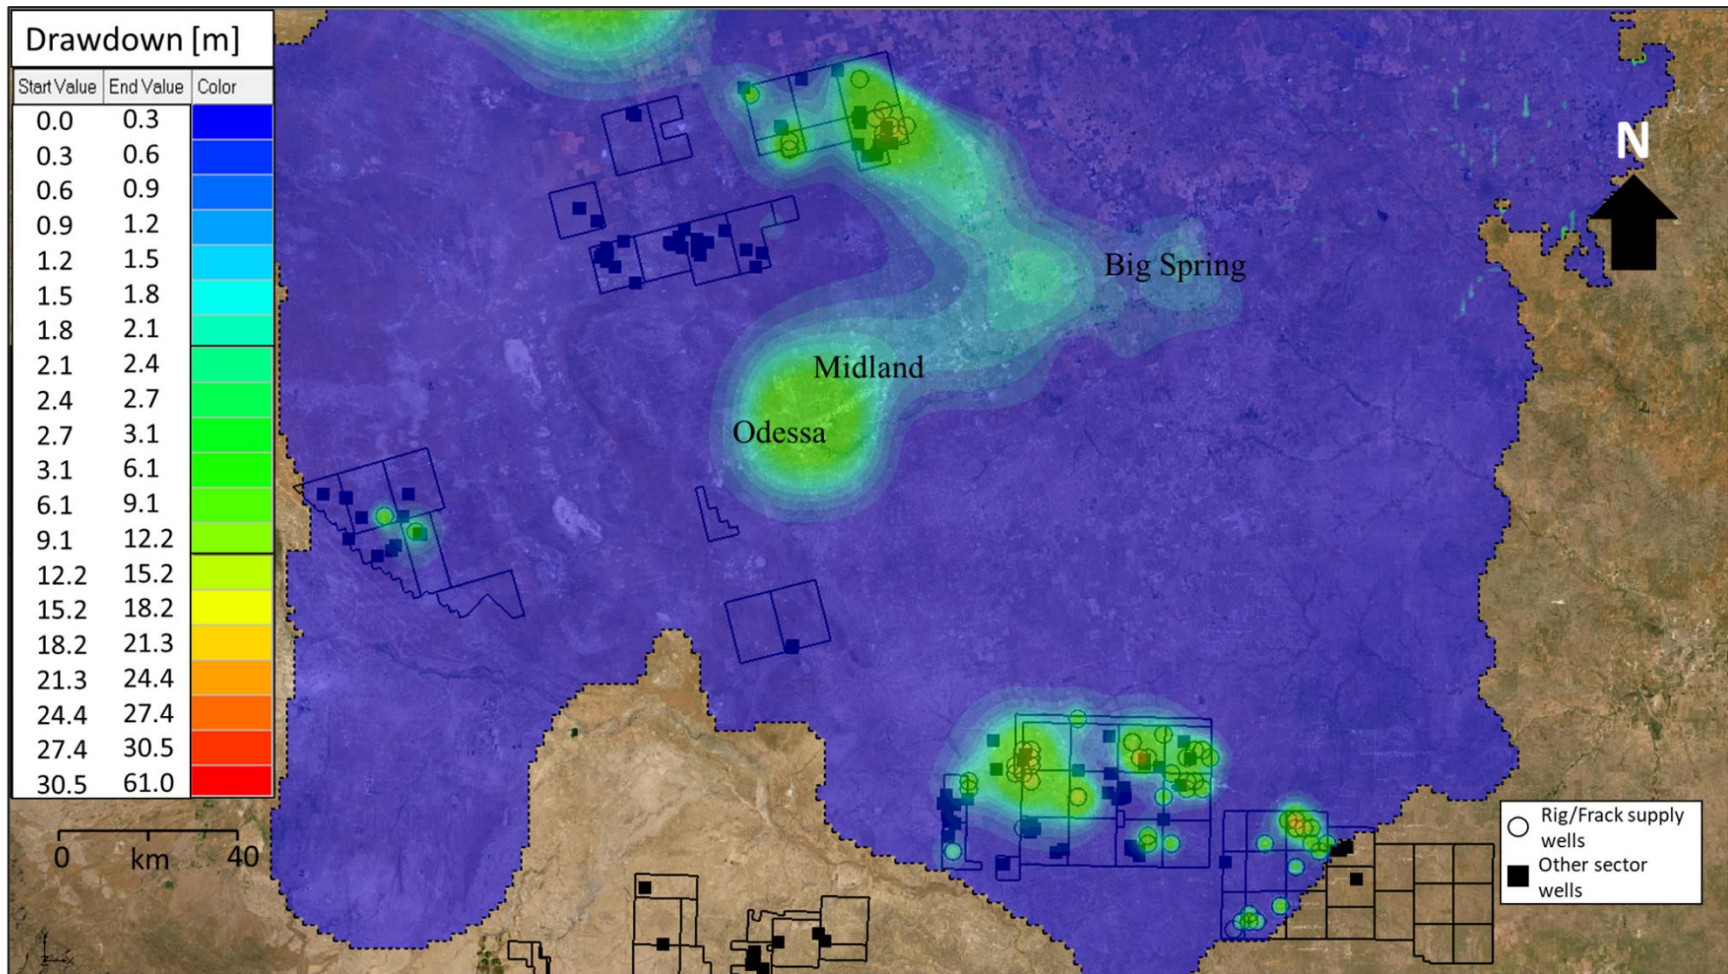 Drawdown [m]
Start Value End Value Color
0.0 0.3
0.3 0.6
0.6 0.9
0.9 1.2
1.2 1.5
1.5 1.8
1.8 2.1
2.1 2.4
2.4 2.7
2.7 3.1
3.1 6.1
6.1 9.1
9.1 12.2
12.2 15.2
15.2 18.2
18.2 21.3
21.3 24.4
24.4 27.4
27.4 30.5
30.5 61.0
N
Big Spring
Midland
Odessa
0 km 40
Rig/Frack supply
wells
Other sector
wells